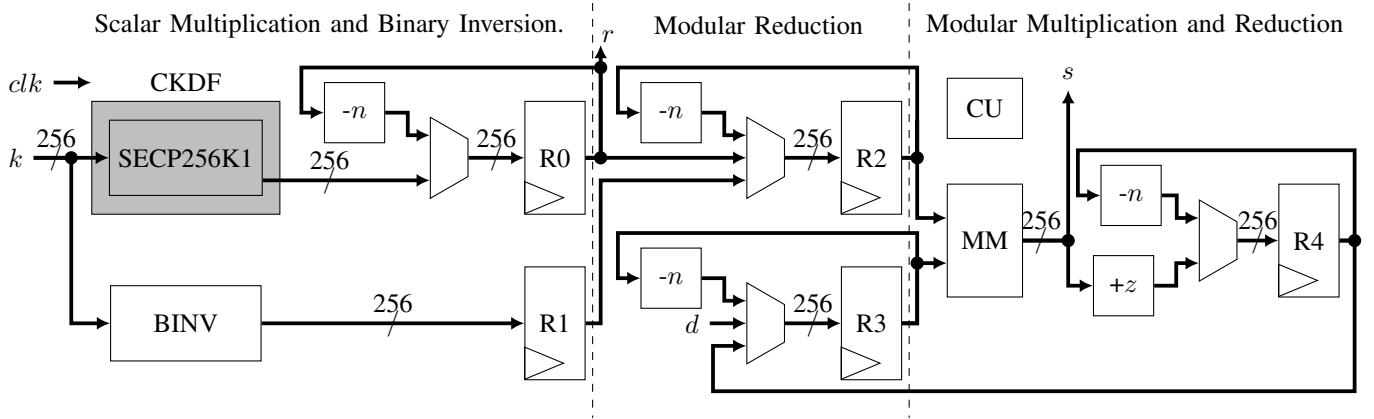 Scalar Multiplication and Binary Inversion.
Modular Reduction
Modular Multiplication and Reduction
r
clk
CKDF
s
-n
-n
CU
256
256
256
R0
R2
k
SECP256K1
256
-n
256
256
MM
R4
-n
+z
BINV
256
R1
d
256
R3